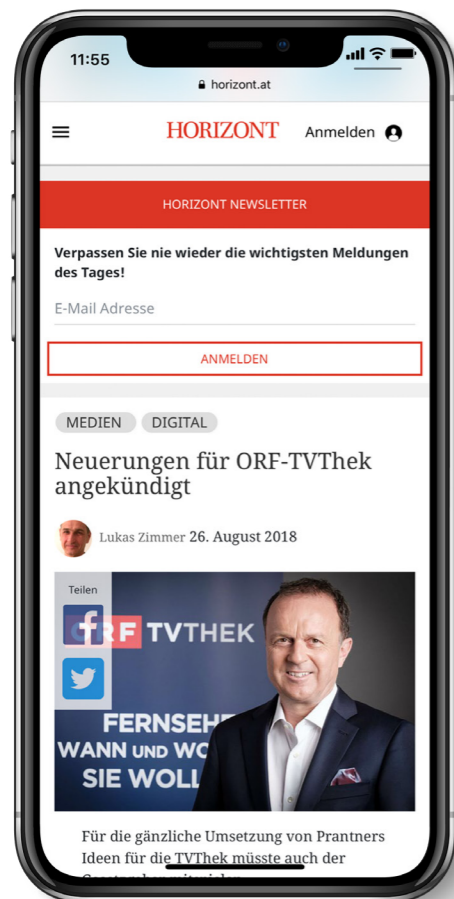 11:55
horizont.at
HORIZONT
Anmelden
HORIZONT NEWSLETTER
Verpassen Sie nie wieder die wichtigsten Meldungen
des Tages!
E-Mail Adresse
ANMELDEN
MEDIEN
DIGITAL
Neuerungen für ORF-TVThek
angekündigt
Lukas Zimmer 26. August 2018
Teilen
ORF TVTHEK
FERNSEHE
WANN UND WO
SIE WOLL
Für die gänzliche Umsetzung von Prantners
Ideen für die TVThek müsste auch der